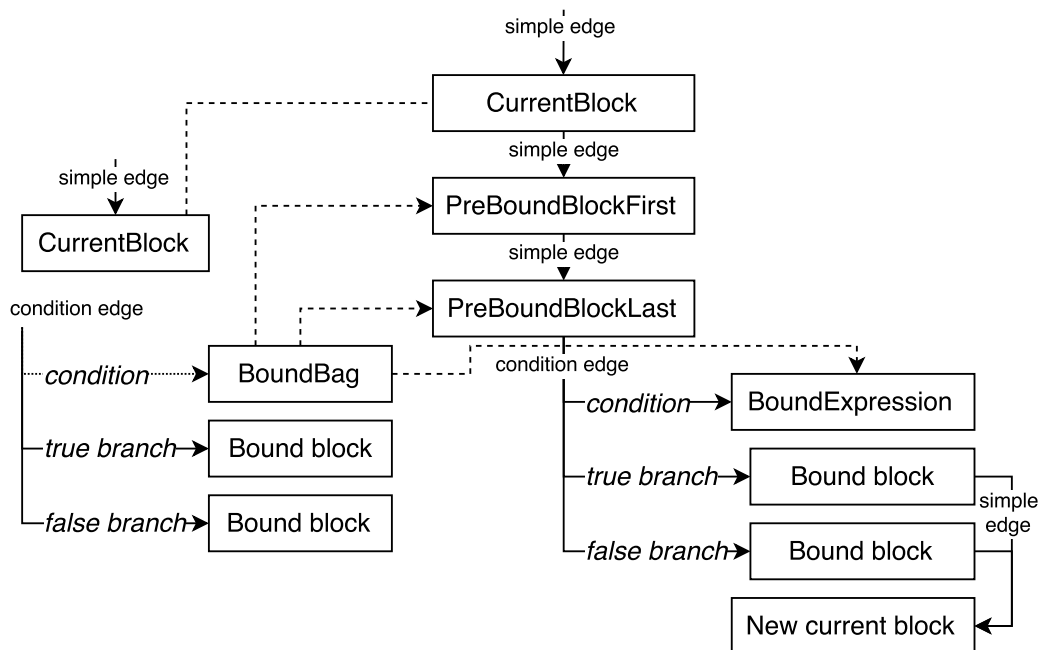 simple edge
CurrentBlock
simple edge
simple edge
PreBoundBlockFirst
CurrentBlock
simple edge
condition edge
PreBoundBlockLast
condition edge
condition
BoundBag
condition
BoundExpression
true branch
Bound block
true branch
Bound block
simple
edge
false branch
Bound block
false branch
Bound block
New current block